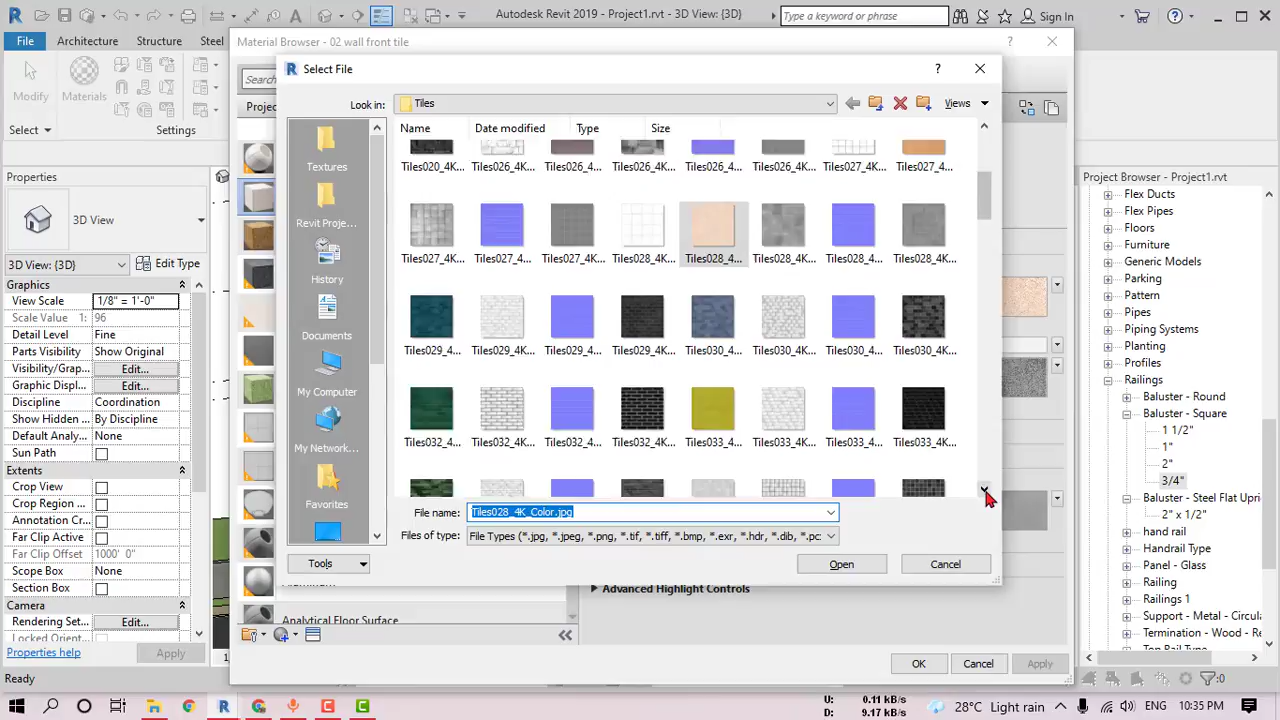 Autodesk Revit 2019 - Project1.rvt - 3D View: {3D}
Type a keyword or phrase
Sign In
File
Architecture
Structure
Steel
Modify
Materials
Select
Settings
Material Browser - 02 wall front tile
Search
Projec
Select File
Look in:
Tiles
Views
Name
Date modified
Type
Size
Textures
Revit Proje...
History
Documents
My Computer
My Network...
Favorites
Tiles020_4K...
Tiles026_4K...
Tiles026_4...
Tiles026_4K...
Tiles026_4...
Tiles026_4K...
Tiles027_4K...
Tiles027_4...
Tiles027_4K...
Tiles027_4...
Tiles027_4K...
Tiles028_4K...
Tiles028_4...
Tiles028_4K...
Tiles028_4...
Tiles028_4K...
Tiles029_4...
Tiles029_4K...
Tiles029_4...
Tiles029_4K...
Tiles030_4...
Tiles030_4K...
Tiles030_4...
Tiles030_4K...
Tiles032_4...
Tiles032_4K...
Tiles032_4...
Tiles032_4K...
Tiles033_4...
Tiles033_4K...
Tiles033_4...
Tiles033_4K...
File name:
Tiles028_4K_Color.jpg
Files of type:
File Types (*.jpg, *.jpeg, *.png, *.tif, *.tiff, *.bmp, *.exr, *.hdr, *.dib, *.pc
Tools
Open
Cancel
Advanced Highlight Controls
Analytical Floor Surface
OK
Cancel
Apply
Properties
3D View
3D View: {3D}
Edit Type
Graphics
View Scale
1/8" = 1'-0"
Scale Value 1:
96
Detail Level
Fine
Parts Visibility
Show Original
Visibility/Grap
Edit...
Graphic Displ
Edit...
Discipline
Coordination
Show Hidden
By Discipline
Default Analy
None
Sun Path
Extents
Crop View
Crop Region
Annotation Cr
Far Clip Active
Far Clip Offset
1000' 0"
Scope Box
None
Section Box
Camera
Rendering Set
Edit...
Locked Orient
Properties help
Apply
Ready
Project Browser - Project1.rvt
Flex Ducts
Flex Pipes
Floors
Furniture
Generic Models
Parking
Pattern
Pipes
Piping Systems
Planting
Profiles
Railings
Baluster - Round
Baluster - Square
1 1/2"
2"
3/4"
Baluster - Steel Flat Upri
2" x 1/2"
hand rail
Handrail Type
Panel - Glass
Railing
Railings 1
Support - Metal - Circula
Termination - Wood - Re
Top Rail Type
:0
U: 0.11 kB/s
D: 9.17 kB/s
28°C Light rain
10:35 PM